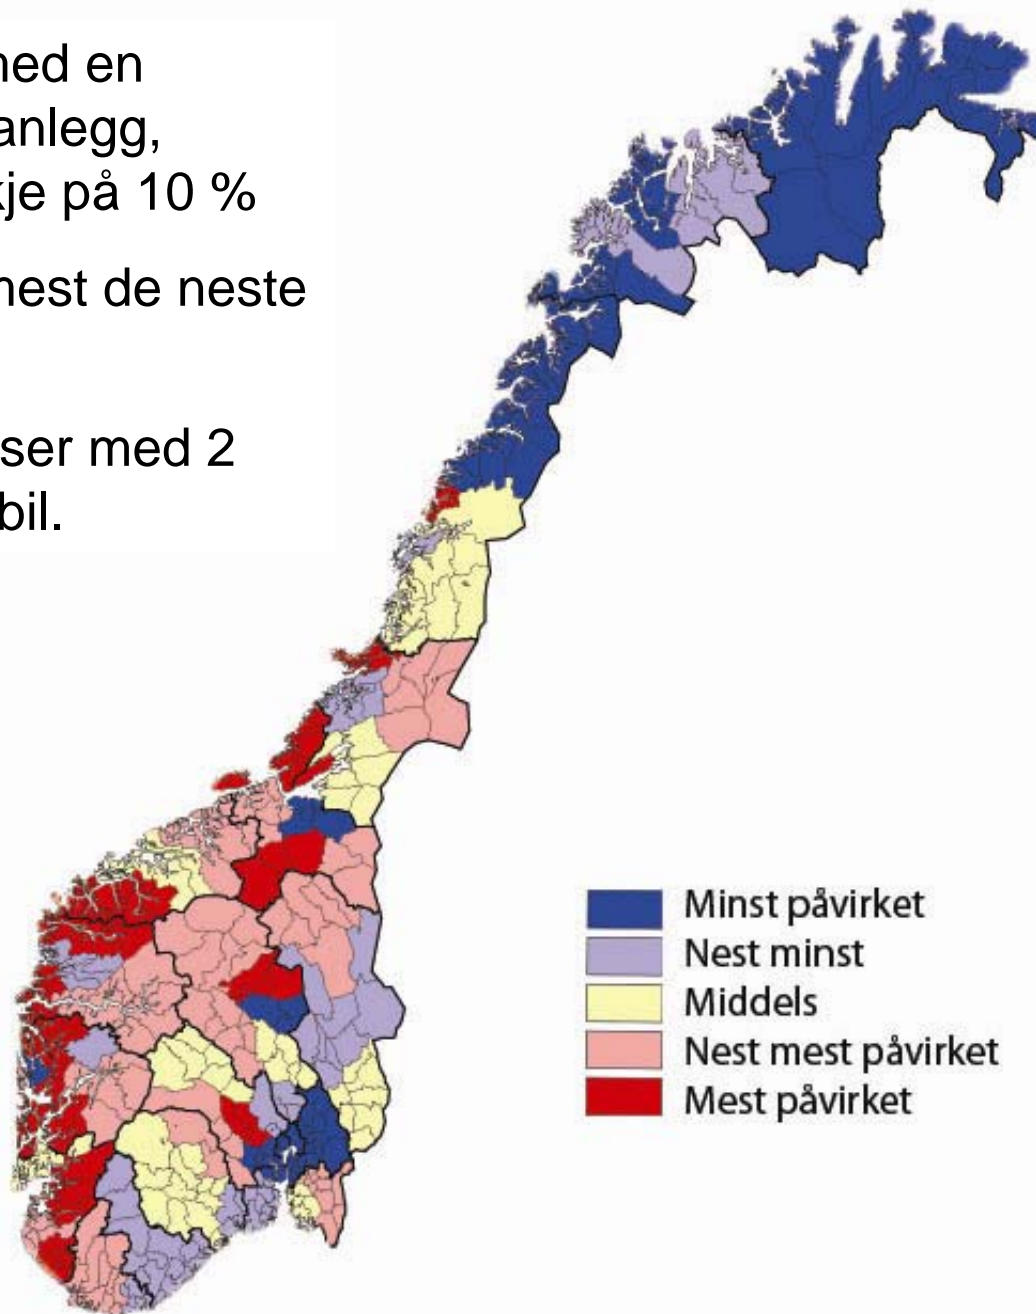 ned en
anlegg,
kje på 10 %
nest de neste
ser med 2
bil.
Minst påvirket
Nest minst
Middels
Nest mest påvirket
Mest påvirket